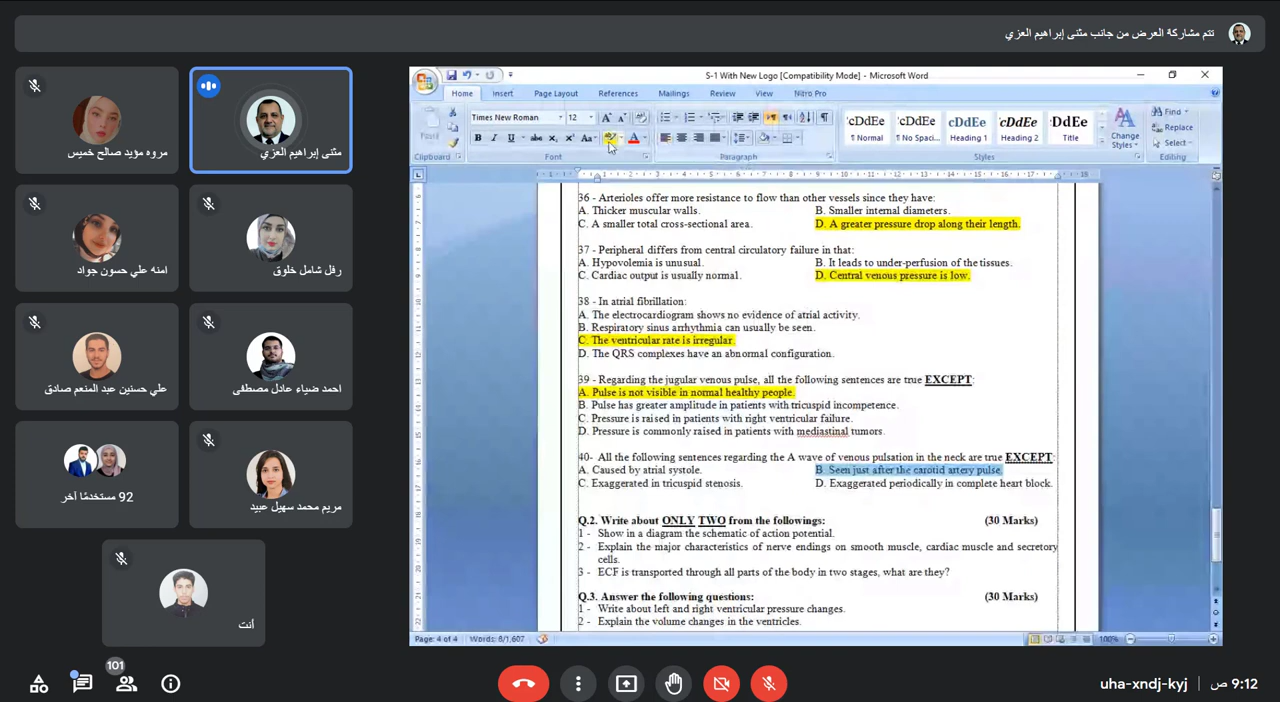 تتم مشاركة العرض من جانب مثنى إبراهيم العزي
مروه مؤيد صالح خميس
مثنى إبراهيم العزي
امنه علي حسون جواد
رفل شامل خلوق
علي حسنين عبد المنعم صادق
احمد ضياء عادل مصطفى
92 مستخدمًا آخر
مريم محمد سهيل عبيد
أنت
S-1 With New Logo [Compatibility Mode] - Microsoft Word
Home Insert Page Layout References Mailings Review View Nitro Pro
Paste
Times New Roman 12
AaBbCcDdE
¶ Normal ¶ No Spaci... Heading 1 Heading 2 Title
Change Styles
Find
Replace
Select
Clipboard Font Paragraph Styles Editing
36 - Arterioles offer more resistance to flow than other vessels since they have:
A. Thicker muscular walls. B. Smaller internal diameters.
C. A smaller total cross-sectional area. D. A greater pressure drop along their length.
37 - Peripheral differs from central circulatory failure in that:
A. Hypovolemia is unusual. B. It leads to under-perfusion of the tissues.
C. Cardiac output is usually normal. D. Central venous pressure is low.
38 - In atrial fibrillation:
A. The electrocardiogram shows no evidence of atrial activity.
B. Respiratory sinus arrhythmia can usually be seen.
C. The ventricular rate is irregular.
D. The QRS complexes have an abnormal configuration.
39 - Regarding the jugular venous pulse, all the following sentences are true EXCEPT:
A. Pulse is not visible in normal healthy people.
B. Pulse has greater amplitude in patients with tricuspid incompetence.
C. Pressure is raised in patients with right ventricular failure.
D. Pressure is commonly raised in patients with mediastinal tumors.
40- All the following sentences regarding the A wave of venous pulsation in the neck are true EXCEPT:
A. Caused by atrial systole. B. Seen just after the carotid artery pulse.
C. Exaggerated in tricuspid stenosis. D. Exaggerated periodically in complete heart block.
Q.2. Write about ONLY TWO from the followings: (30 Marks)
1 - Show in a diagram the schematic of action potential.
2 - Explain the major characteristics of nerve endings on smooth muscle, cardiac muscle and secretory
cells.
3 - ECF is transported through all parts of the body in two stages, what are they?
Q.3. Answer the following questions: (30 Marks)
1 - Write about left and right ventricular pressure changes.
2 - Explain the volume changes in the ventricles.
Page: 4 of 4 Words: 8/1,607 100%
101
uha-xndj-kyj | 9:12 ص